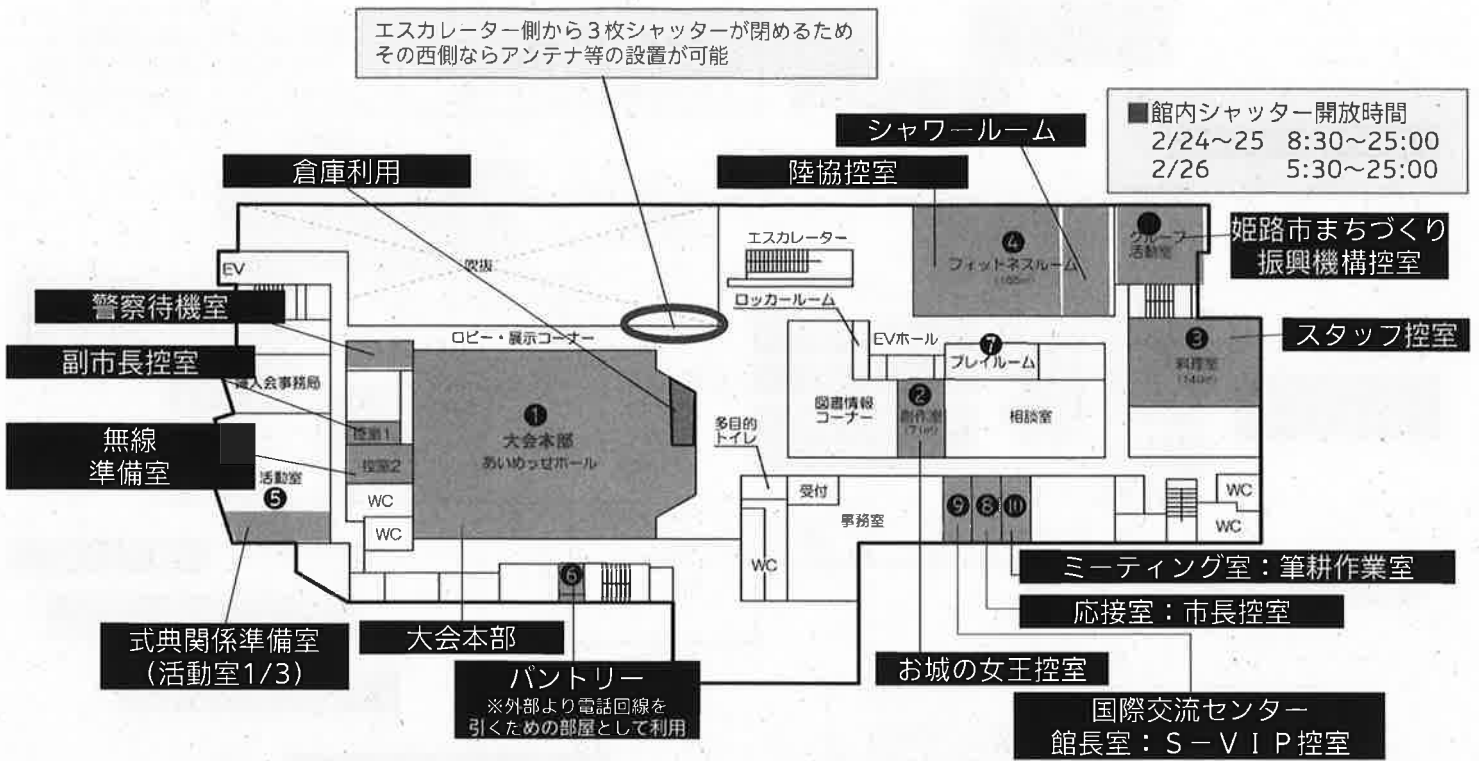 エスカレーター側から3枚シャッターが閉めるため
その西側ならアンテナ等の設置が可能
■館内シャッター開放時間
2/24～25 8:30～25:00
2/26 5:30～25:00
シャワールーム
陸協控室
倉庫利用
姫路市まちづくり
振興機構控室
エスカレーター
④
フィットネスルーム
グループ
活動室
EV
吹抜
警察待機室
ロッカールーム
ロビー・展示コーナー
EVホール
⑦
プレイルーム
③
料理室
(140㎡)
スタッフ控室
副市長控室
①
大会本部
あいめっせホール
図書情報
コーナー
②
創作室
(71㎡)
相談室
多目的
トイレ
控室1
控室2
無線
準備室
活動室
⑤
WC
WC
受付
事務室
⑨ ⑧ ⑩
WC
WC
WC
⑥
ミーティング室：筆耕作業室
応接室：市長控室
式典関係準備室
(活動室1/3)
大会本部
パントリー
※外部より電話回線を
引くための部屋として利用
お城の女王控室
国際交流センター
館長室：S－VIP控室